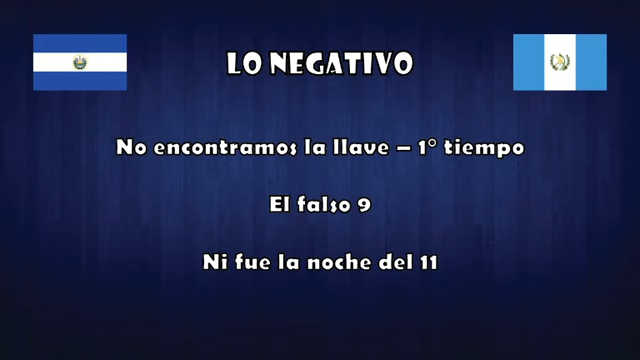 LO NEGATIVO
No encontramos la llave – 1° tiempo
El falso 9
Ni fue la noche del 11